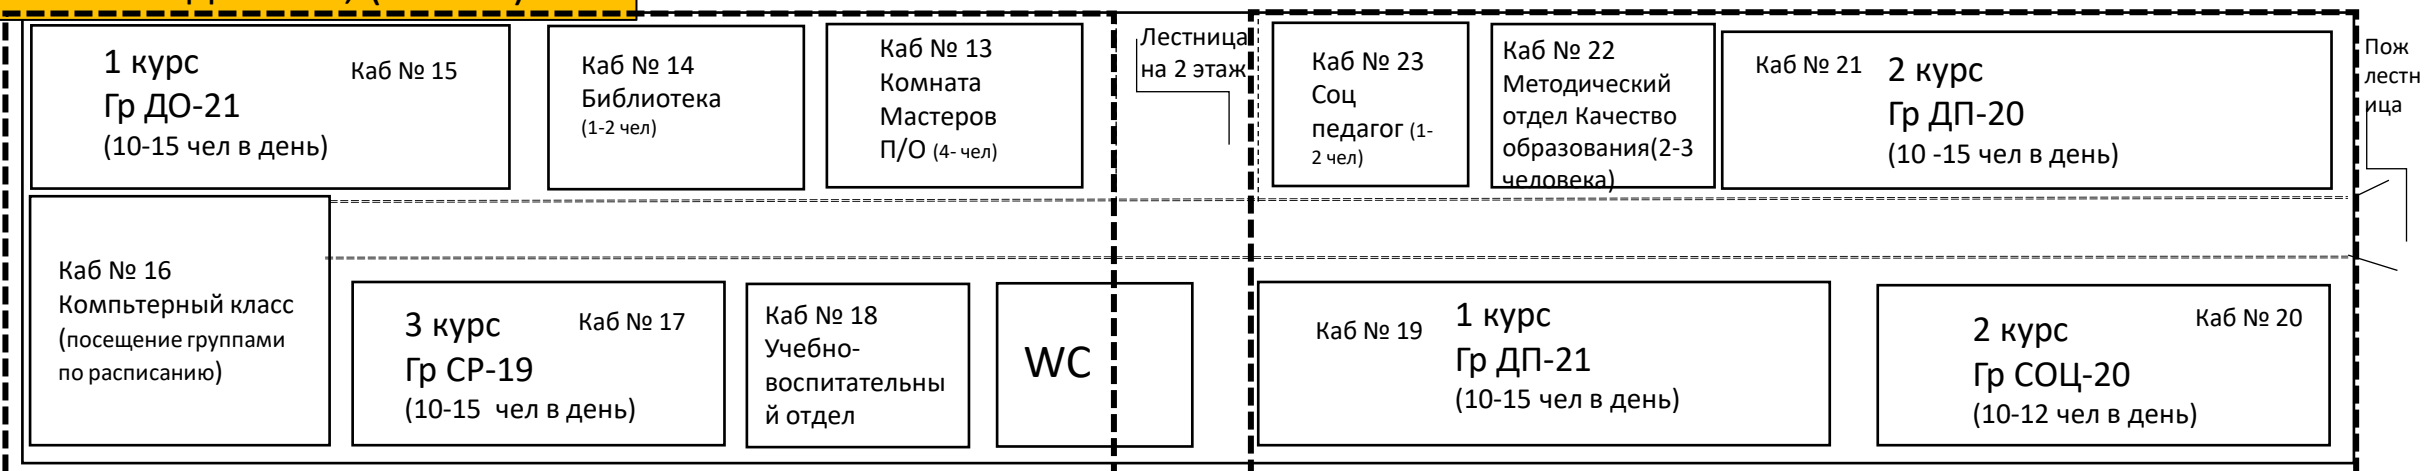 1 курс
Каб № 15
Гр ДО-21
(10-15 чел в день)
Каб № 14
Библиотека
(1-2 чел)
Каб № 13
Комната
Мастеров
П/О (4- чел)
Лестница
на 2 этаж
Каб № 23
Соц
педагог (1-
2 чел)
Каб № 22
Методический
отдел Качество
образования(2-3
человека)
Каб № 21
2 курс
Гр ДП-20
(10 -15 чел в день)
Пож
лестн
ица
Каб № 16
Компьтерный класс
(посещение группами
по расписанию)
3 курс
Каб № 17
Гр СР-19
(10-15 чел в день)
Каб № 18
Учебно-
воспитательны
й отдел
WC
Каб № 19
1 курс
Гр ДП-21
(10-15 чел в день)
2 курс
Каб № 20
Гр СОЦ-20
(10-12 чел в день)